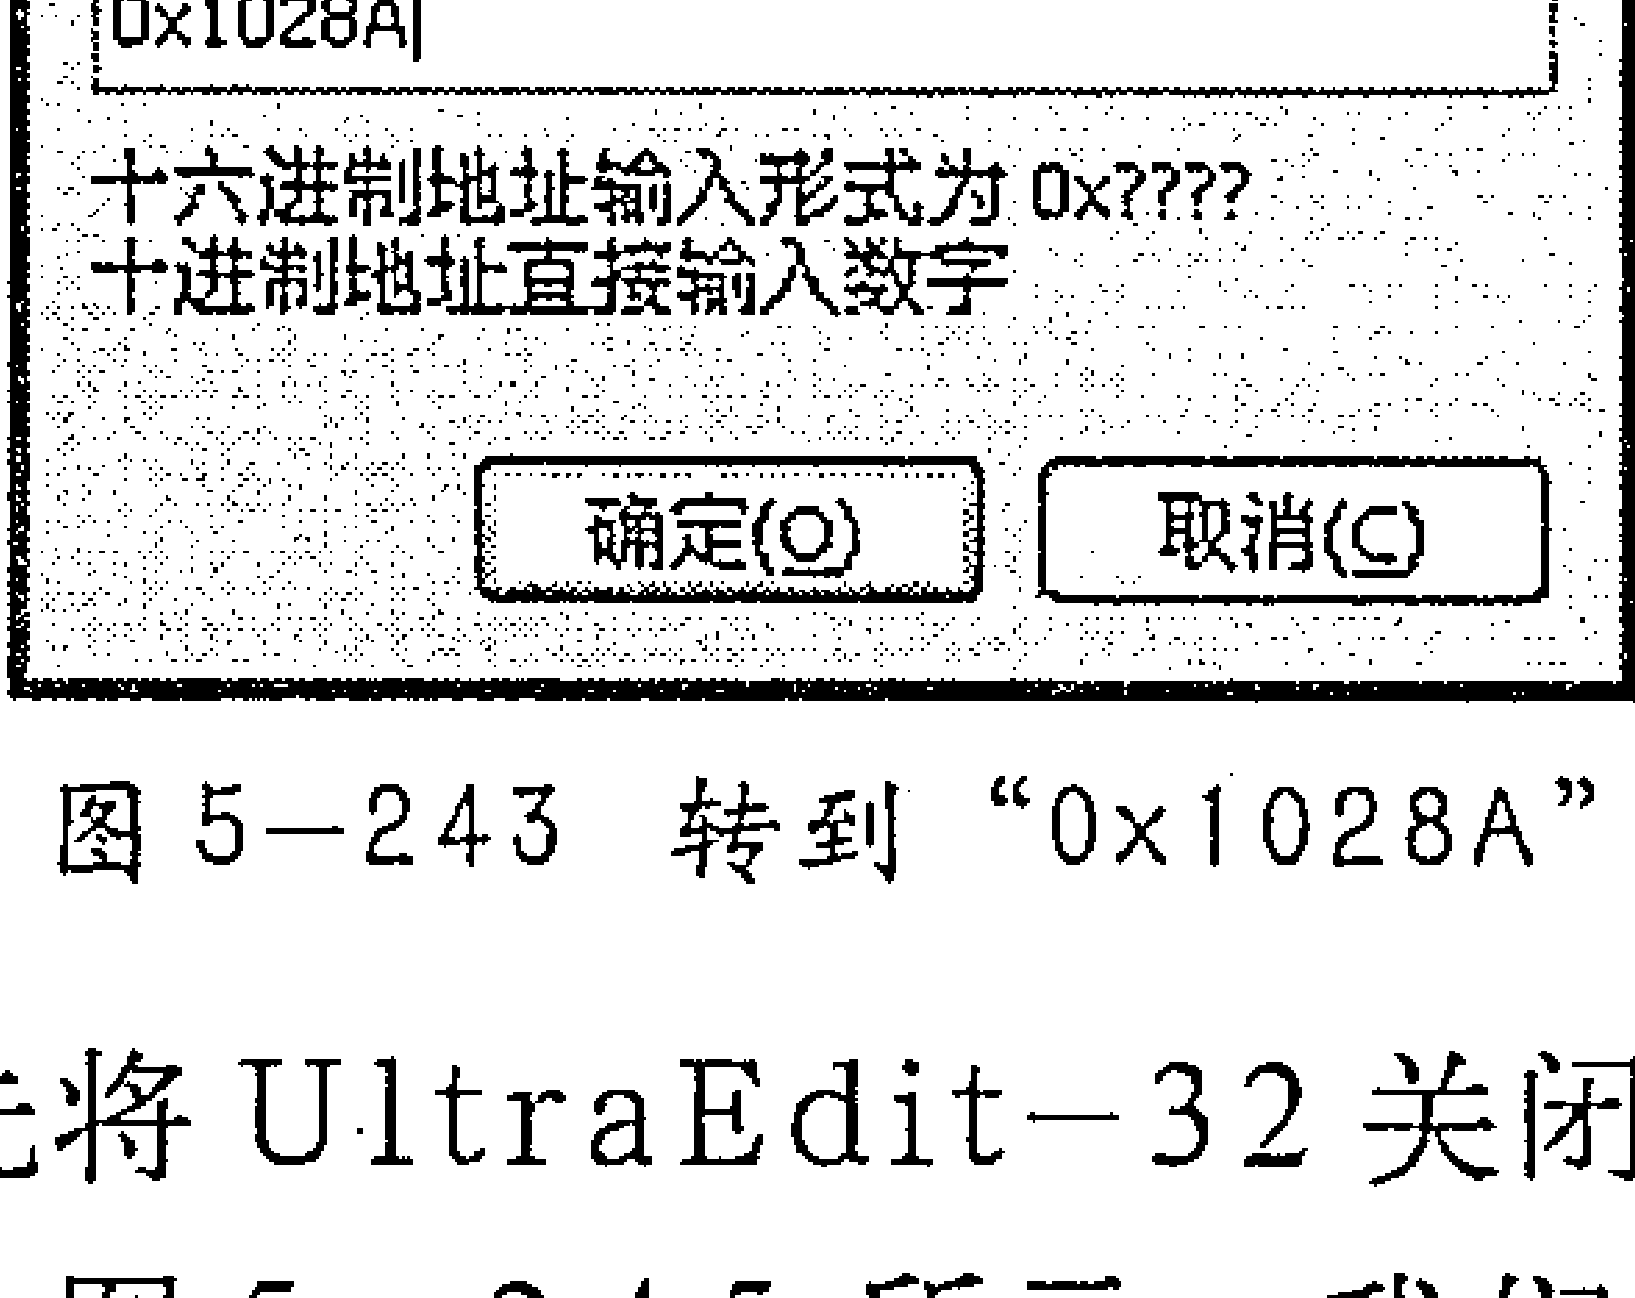 0x1028A
十六进制地址输入形式为 0x????
十进制地址直接输入数字
确定(O) 取消(C)
图 5－243 转到 “0x1028A”
先将 UltraEdit－32 关闭